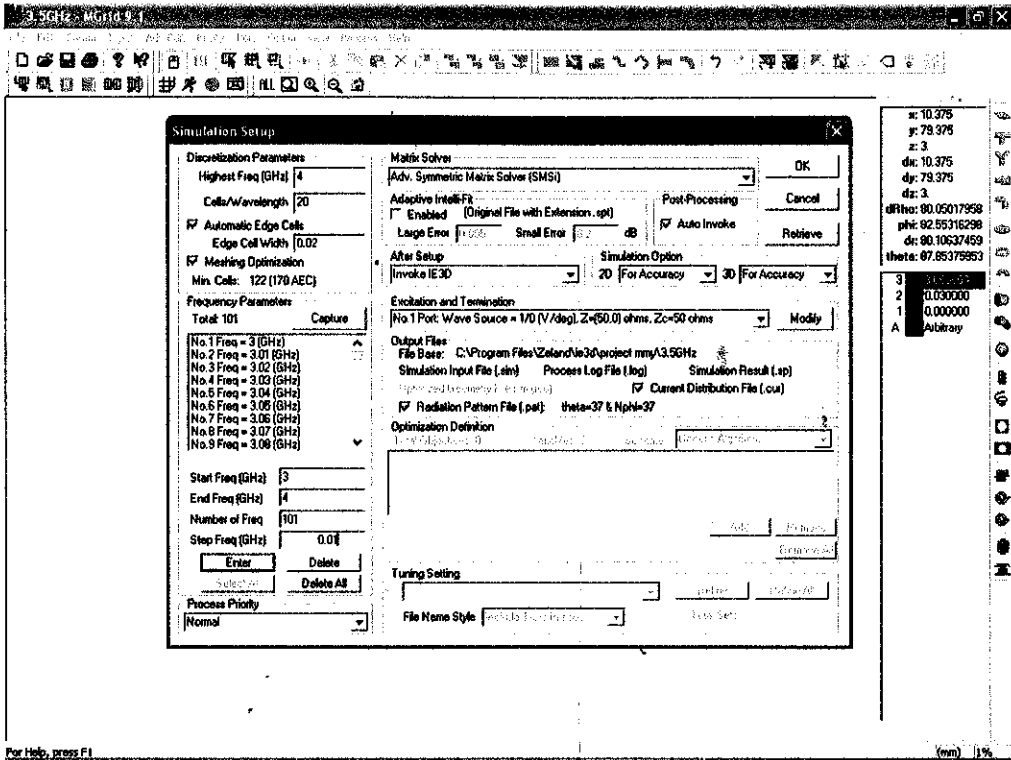 3.5GHz - MGrid 9.1
x: 10.375
y: 79.375
z: 3.
dx: 10.375
dy: 79.375
dz: 3.
dRho: 80.05017958
phi: 82.55316298
dr: 80.10637459
theta: 87.85375953
3
2 0.030000
1 0.000000
A Arbitrary
Simulation Setup
Discretization Parameters
Highest Freq (GHz) 4
Cells/Wavelength 20
Automatic Edge Cells
Edge Cell Width 0.02
Meshing Optimization
Min. Cells: 122 (170 AEC)
Frequency Parameters
Total: 101 Capture
No.1 Freq = 3 (GHz)
No.2 Freq = 3.01 (GHz)
No.3 Freq = 3.02 (GHz)
No.4 Freq = 3.03 (GHz)
No.5 Freq = 3.04 (GHz)
No.6 Freq = 3.05 (GHz)
No.7 Freq = 3.06 (GHz)
No.8 Freq = 3.07 (GHz)
No.9 Freq = 3.08 (GHz)
Start Freq (GHz) 3
End Freq (GHz) 4
Number of Freq 101
Step Freq (GHz) 0.01
Enter Delete
Select All Delete All
Process Priority
Normal
Matrix Solver
Adv. Symmetric Matrix Solver (SMSi)
OK
Cancel
Retrieve
Adaptive Intelli-Fit
Enabled (Original File with Extension .spt)
Large Error 0.005 Small Error dB
Post-Processing
Auto Invoke
After Setup
Invoke IE3D
Simulation Option
2D For Accuracy 3D For Accuracy
Excitation and Termination
No.1 Port: Wave Source = 1/0 (V/deg), Z=(50,0) ohms, Zc=50 ohms Modify
Output Files
File Base: C:\Program Files\Zeland\ie3d\project mmy\3.5GHz
Simulation Input File (.sim) Process Log File (.log) Simulation Result (.sp)
Current Distribution File (.cur)
Radiation Pattern File (.pat): theta=37 & Nphi=37
Optimization Definition
Tuning Setting
File Name Style
For Help, press F1
(mm) 1%